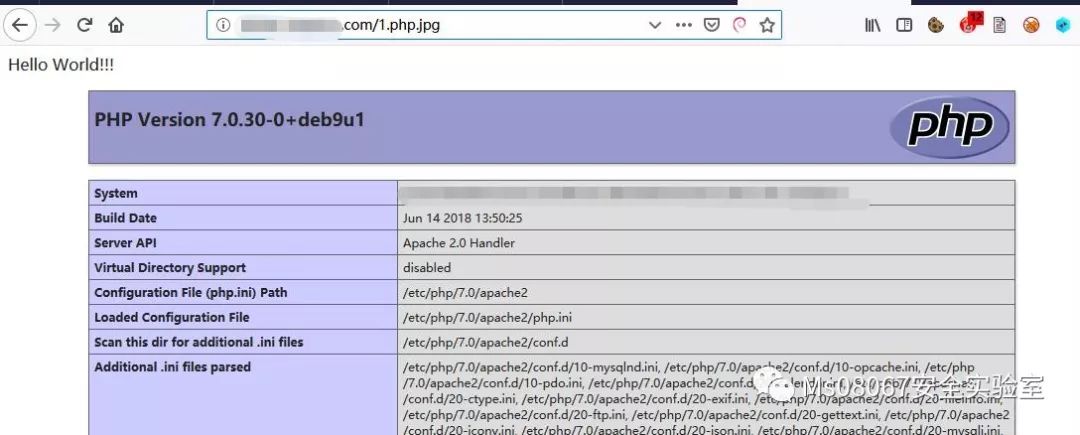 .com/1.php.jpg
12
Hello World!!!
PHP Version 7.0.30-0+deb9u1
php
System
Build Date Jun 14 2018 13:50:25
Server API Apache 2.0 Handler
Virtual Directory Support disabled
Configuration File (php.ini) Path /etc/php/7.0/apache2
Loaded Configuration File /etc/php/7.0/apache2/php.ini
Scan this dir for additional .ini files /etc/php/7.0/apache2/conf.d
Additional .ini files parsed /etc/php/7.0/apache2/conf.d/10-mysqlnd.ini, /etc/php/7.0/apache2/conf.d/10-opcache.ini, /etc/php
/7.0/apache2/conf.d/10-pdo.ini, /etc/php/7.0/apache2/conf.d
/conf.d/20-ctype.ini, /etc/php/7.0/apache2/conf.d/20-exif.ini, /etc/php/7.0/apache2/conf.d/20-fileinfo.ini,
/etc/php/7.0/apache2/conf.d/20-ftp.ini, /etc/php/7.0/apache2/conf.d/20-gettext.ini, /etc/php/7.0/apache2
/conf.d/20-iconv.ini, /etc/php/7.0/apache2/conf.d/20-json.ini, /etc/php/7.0/apache2/conf.d/20-mysqli.ini,
Ms08067安全实验室